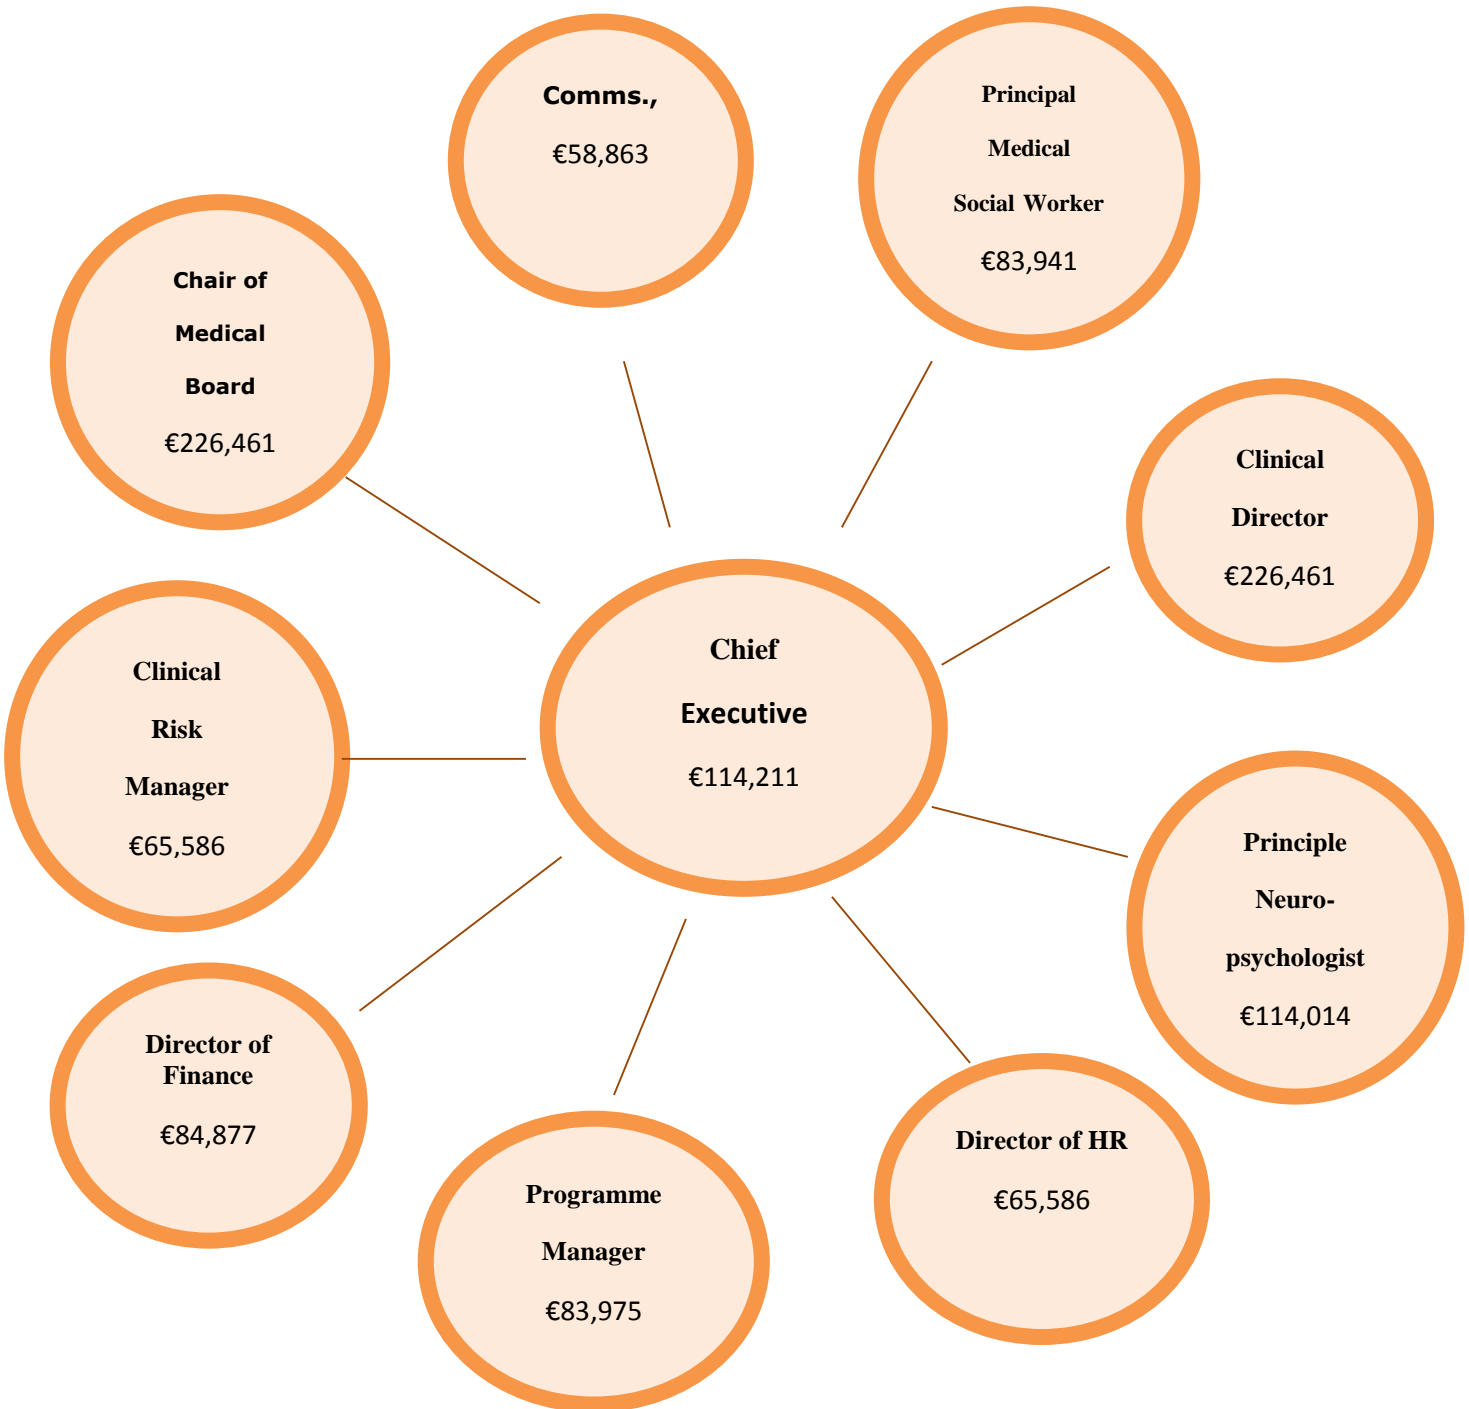 Comms.,
€58,863
Principal
Medical
Social Worker
€83,941
Chair of
Medical
Board
€226,461
Clinical
Director
€226,461
Chief
Executive
€114,211
Clinical
Risk
Manager
€65,586
Principle
Neuro-
psychologist
€114,014
Director of
Finance
€84,877
Director of HR
€65,586
Programme
Manager
€83,975